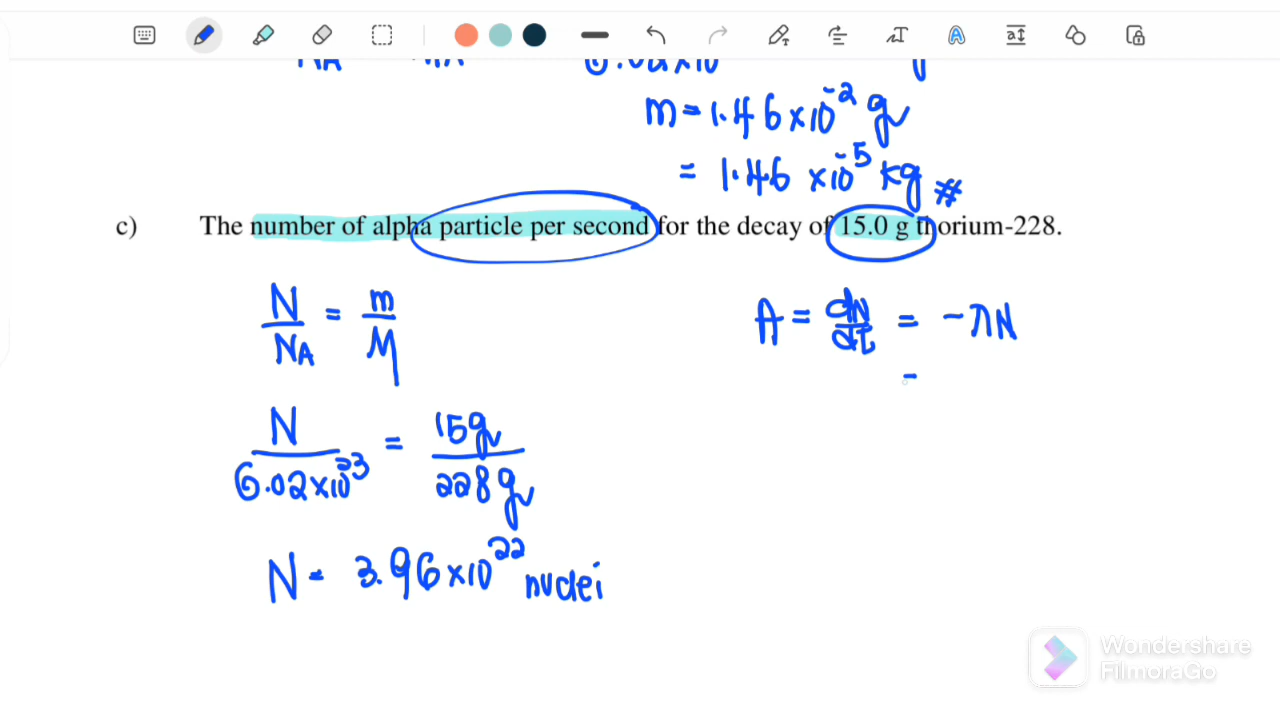 m = 1.46 × 10⁻² g
= 1.46 × 10⁻⁵ kg #
c) The number of alpha particle per second for the decay of 15.0 g thorium-228.
N/NA = m/M
A = dN/dt = -λN
=
N/6.02×10²³ = 15g/228g
N = 3.96×10²² nuclei
Wondershare
FilmoraGo